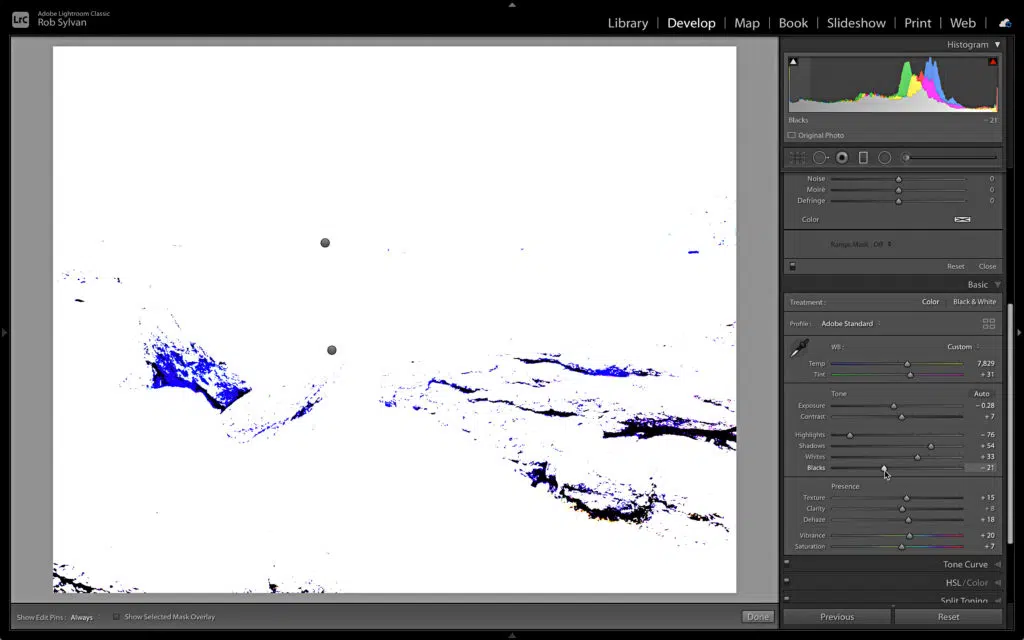 LrC
Adobe Lightroom Classic
Rob Sylvan
Library | Develop | Map | Book | Slideshow | Print | Web |
Histogram
Blacks - 21
Original Photo
Noise 0
Moiré 0
Defringe 0
Color
Range Mask : Off
Reset Close
Basic
Treatment : Color Black & White
Profile : Adobe Standard
WB : Custom
Temp 7,829
Tint + 31
Tone Auto
Exposure - 0.28
Contrast + 7
Highlights - 76
Shadows + 54
Whites + 33
Blacks - 21
Presence
Texture + 15
Clarity + 8
Dehaze + 18
Vibrance + 20
Saturation + 7
Tone Curve
HSL / Color
Split Toning
Show Edit Pins : Always Show Selected Mask Overlay Done
Previous Reset